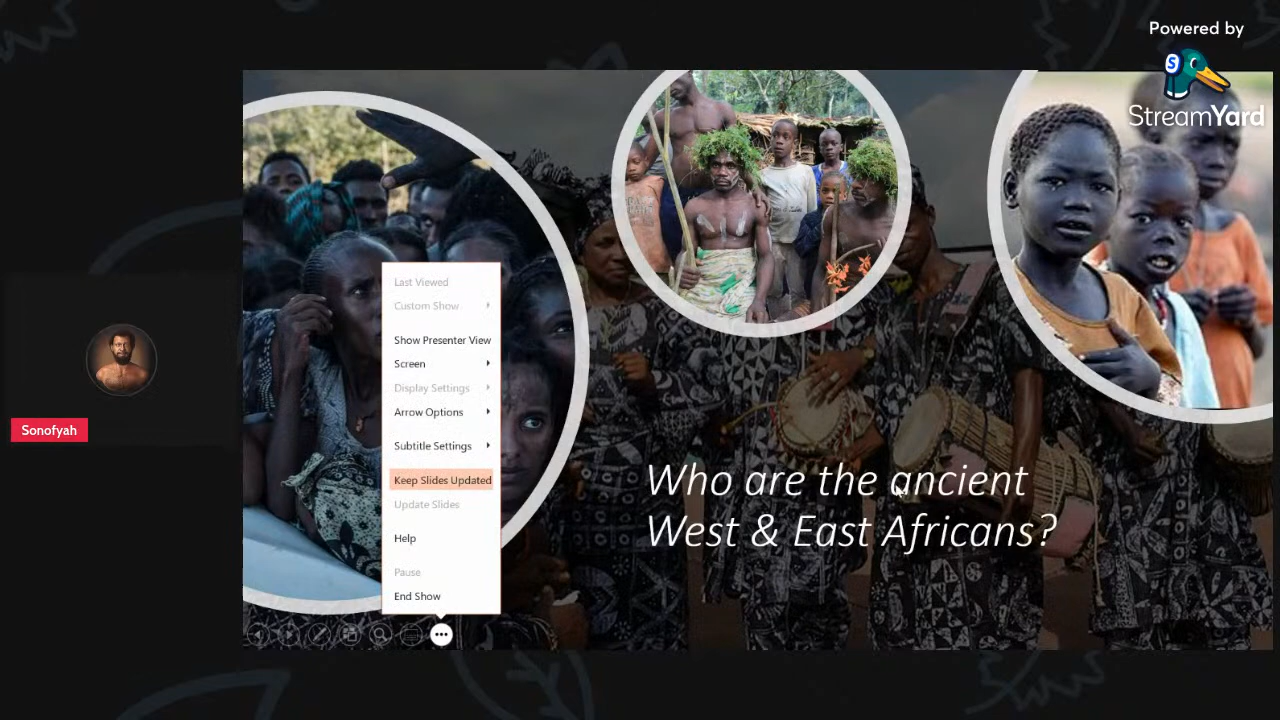 Powered by
StreamYard
Last Viewed
Custom Show
Show Presenter View
Screen
Display Settings
Arrow Options
Subtitle Settings
Keep Slides Updated
Update Slides
Help
Pause
End Show
Who are the ancient
West & East Africans?
Sonofyah